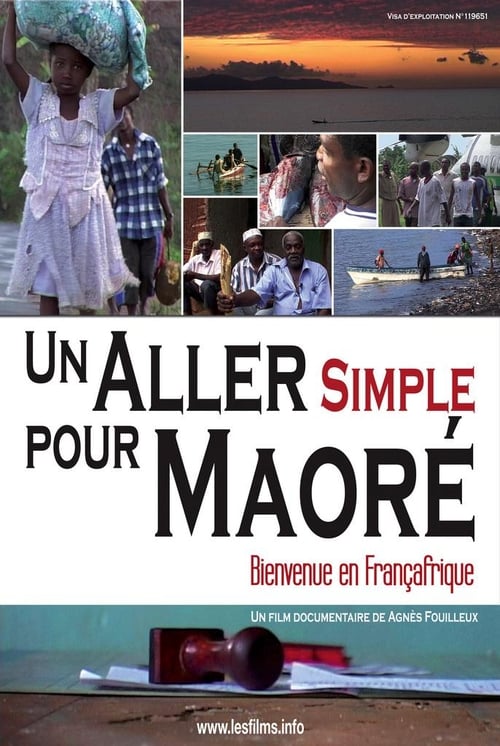 Visa d'exploitation N°119651
Un Aller Simple
pour Maoré
Bienvenue en Françafrique
Un film documentaire de Agnès Fouilleux
www.lesfilms.info